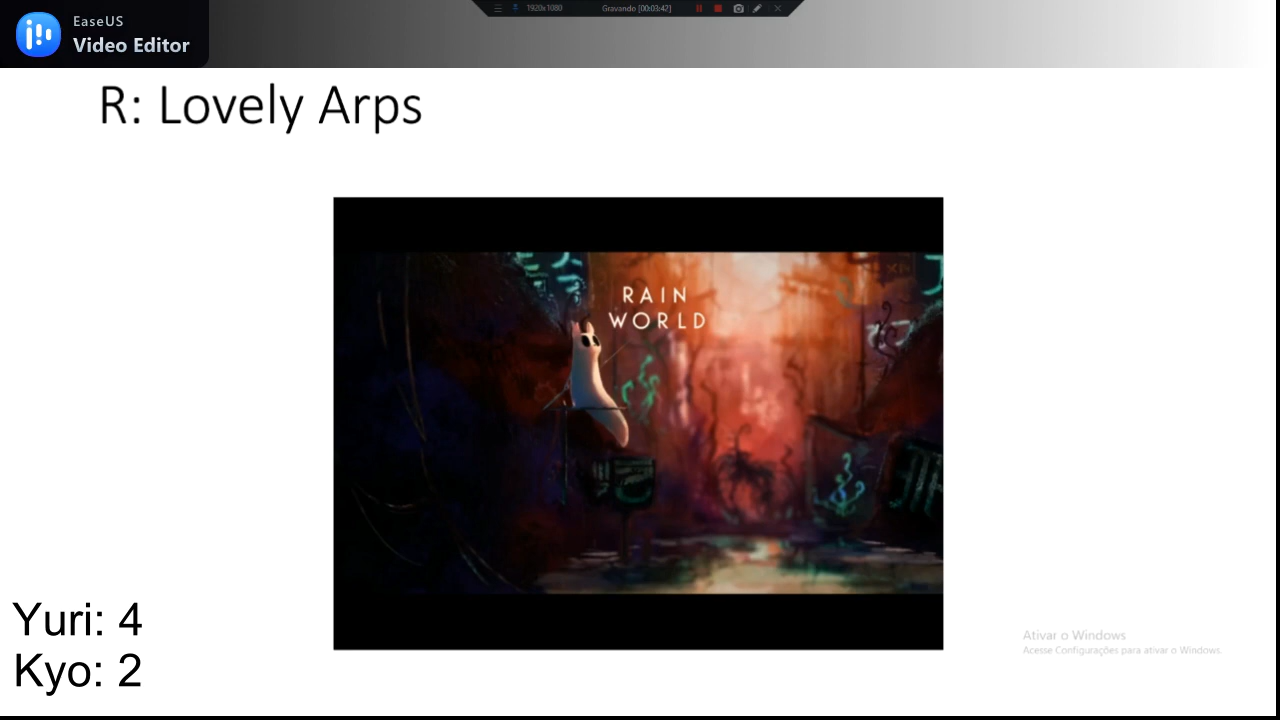 EaseUS
Video Editor
1920x1080
Gravando [00:03:42]
R: Lovely Arps
RAIN
WORLD
Yuri: 4
Kyo: 2
Ativar o Windows
Acesse Configurações para ativar o Windows.